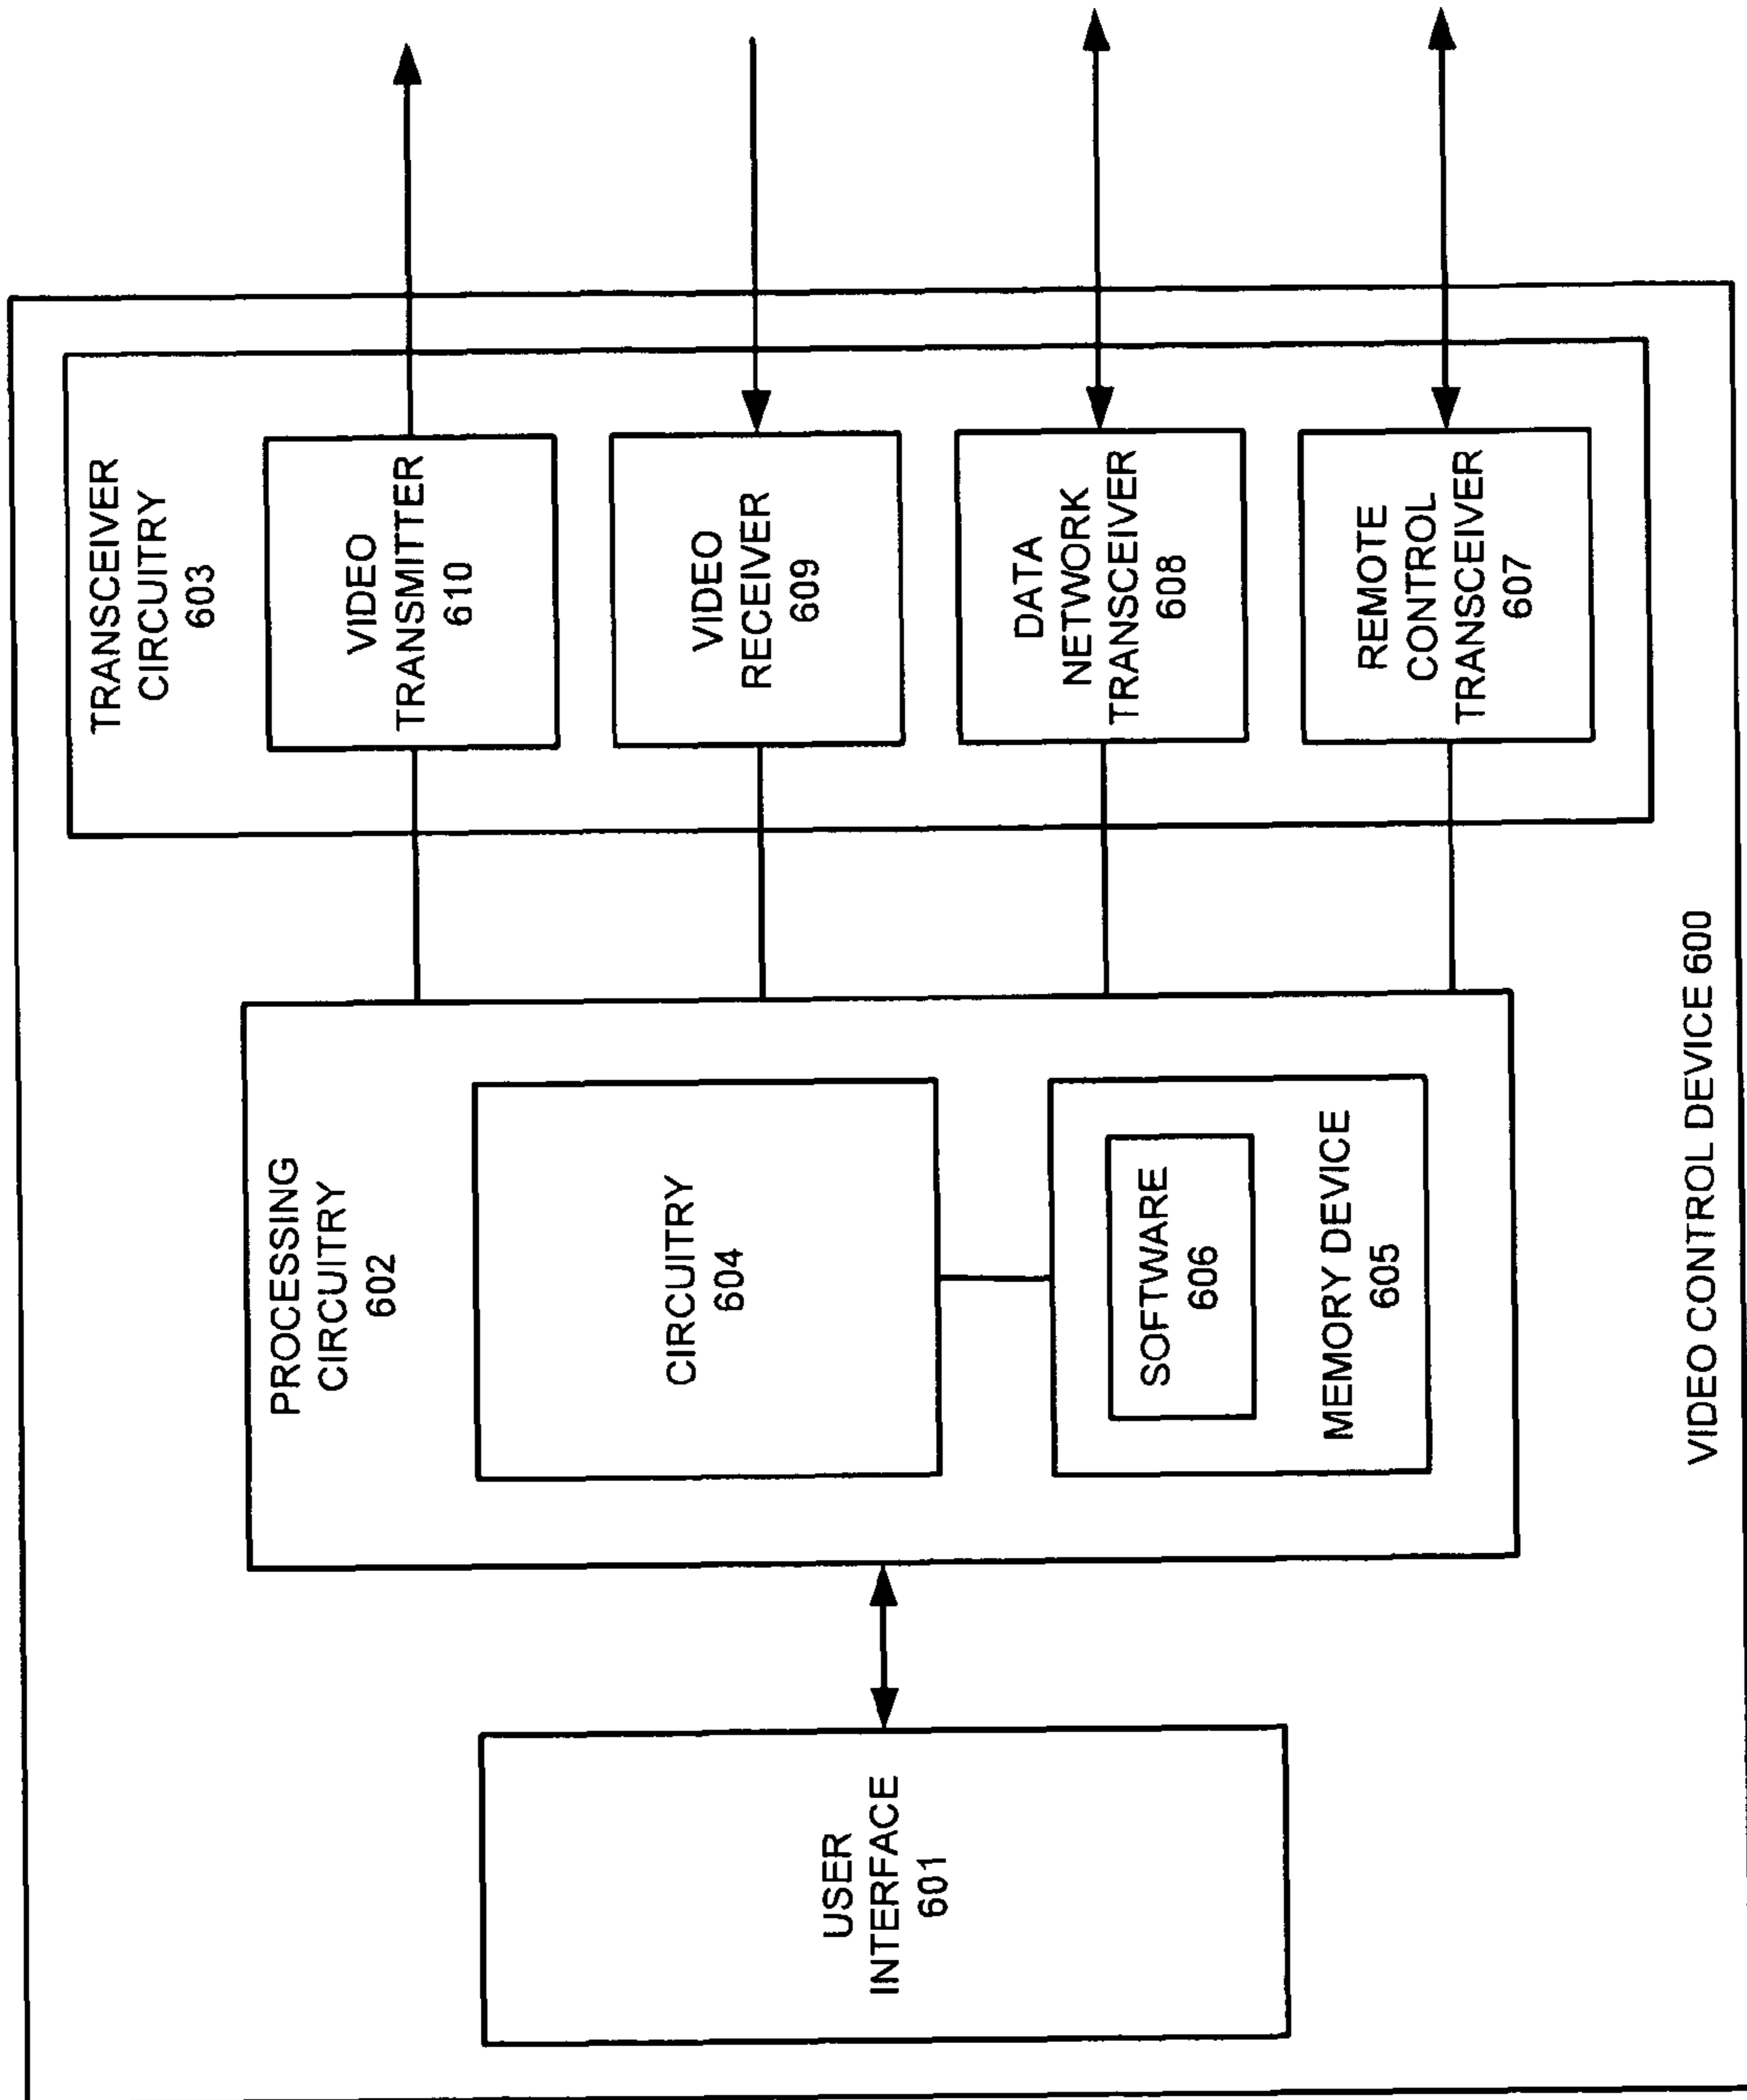 TRANSCEIVER
CIRCUITRY
603
VIDEO
TRANSMITTER
610
VIDEO
RECEIVER
609
DATA
NETWORK
TRANSCEIVER
608
REMOTE
CONTROL
TRANSCEIVER
607
PROCESSING
CIRCUITRY
602
CIRCUITRY
604
SOFTWARE
606
MEMORY DEVICE
605
USER
INTERFACE
601
VIDEO CONTROL DEVICE 600